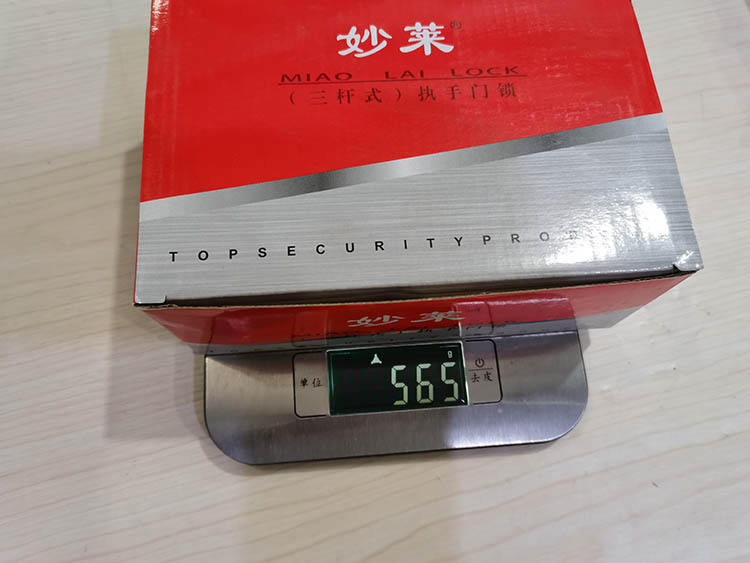 妙莱®
MIAO LAI LOCK
（三杆式）执手门锁
TOPSECURITYPROD
妙莱
单位
565
g
去皮